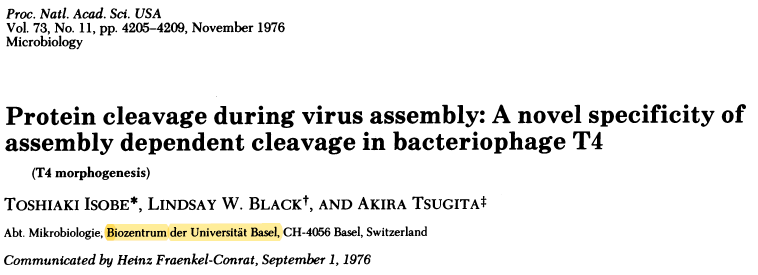 Proc. Natl. Acad. Sci. USA
Vol. 73, No. 11, pp. 4205–4209, November 1976
Microbiology
Protein cleavage during virus assembly: A novel specificity of
assembly dependent cleavage in bacteriophage T4
(T4 morphogenesis)
TOSHIAKI ISOBE*, LINDSAY W. BLACK†, AND AKIRA TSUGITA‡
Abt. Mikrobiologie, Biozentrum der Universität Basel, CH-4056 Basel, Switzerland
Communicated by Heinz Fraenkel-Conrat, September 1, 1976